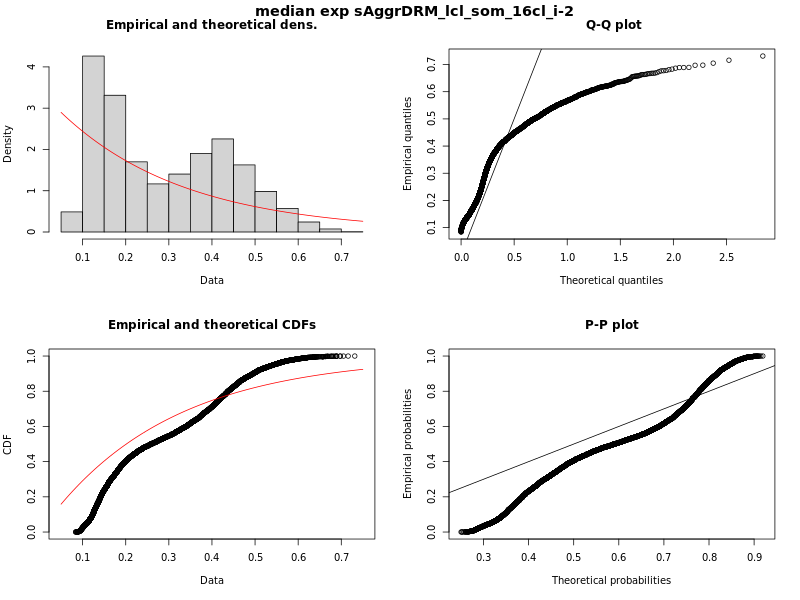 median exp sAggrDRM_lcl_som_16cl_i-2
Empirical and theoretical dens.
Density
0 1 2 3 4
0.1 0.2 0.3 0.4 0.5 0.6 0.7
Data
Q-Q plot
Empirical quantiles
0.1 0.2 0.3 0.4 0.5 0.6 0.7
0.0 0.5 1.0 1.5 2.0 2.5
Theoretical quantiles
Empirical and theoretical CDFs
CDF
0.0 0.2 0.4 0.6 0.8 1.0
0.1 0.2 0.3 0.4 0.5 0.6 0.7
Data
P-P plot
Empirical probabilities
0.0 0.2 0.4 0.6 0.8 1.0
0.3 0.4 0.5 0.6 0.7 0.8 0.9
Theoretical probabilities